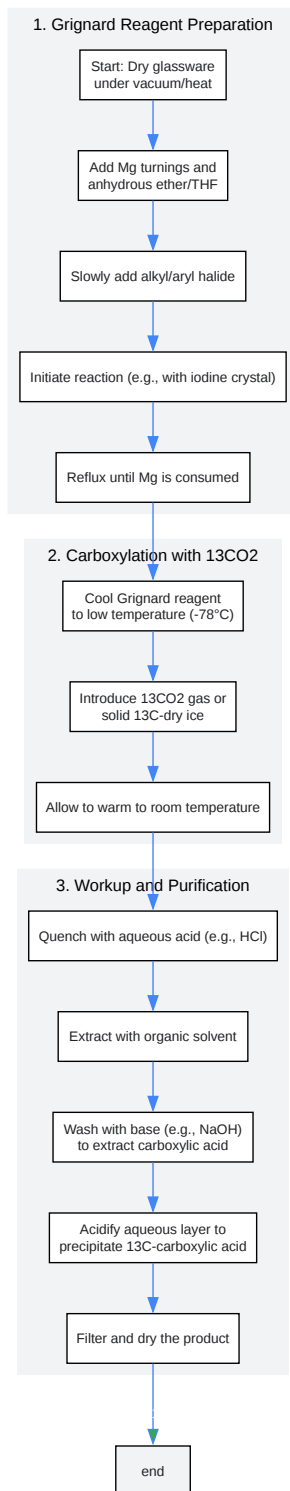 1. Grignard Reagent Preparation
Start: Dry glassware
under vacuum/heat
Add Mg turnings and
anhydrous ether/THF
Slowly add alkyl/aryl halide
Initiate reaction (e.g., with iodine crystal)
Reflux until Mg is consumed
2. Carboxylation with 13CO2
Cool Grignard reagent
to low temperature (-78°C)
Introduce 13CO2 gas or
solid 13C-dry ice
Allow to warm to room temperature
3. Workup and Purification
Quench with aqueous acid (e.g., HCl)
Extract with organic solvent
Wash with base (e.g., NaOH)
to extract carboxylic acid
Acidify aqueous layer to
precipitate 13C-carboxylic acid
Filter and dry the product
end